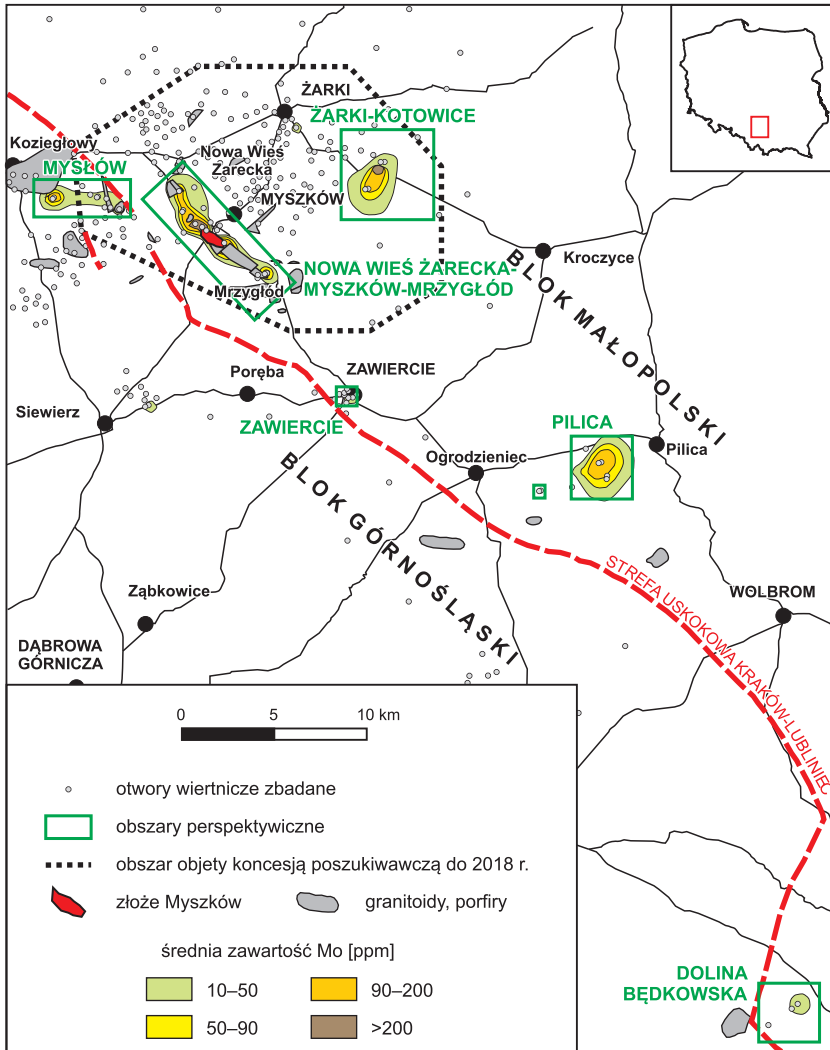 ŻARKI
ŻARKI-KOTOWICE
Koziegłowy
MYSŁÓW
Nowa Wieś
Żarecka
MYSZKÓW
NOWA WIEŚ ŻARECKA-
MYSZKÓW-MRZYGŁÓD
Mrzygłód
Kroczyce
BLOK MAŁOPOLSKI
Poręba
ZAWIERCIE
Siewierz
ZAWIERCIE
PILICA
Pilica
Ogrodzieniec
BLOK GÓRNOŚLĄSKI
STREFA USKOKOWA KRAKÓW-LUBLINIEC
Ząbkowice
WOLBROM
DĄBROWA
GÓRNICZA
0 5 10 km
otwory wiertnicze zbadane
obszary perspektywiczne
obszar objety koncesją poszukiwawczą do 2018 r.
złoże Myszków
granitoidy, porfiry
średnia zawartość Mo [ppm]
10–50
90–200
50–90
>200
DOLINA
BĘDKOWSKA